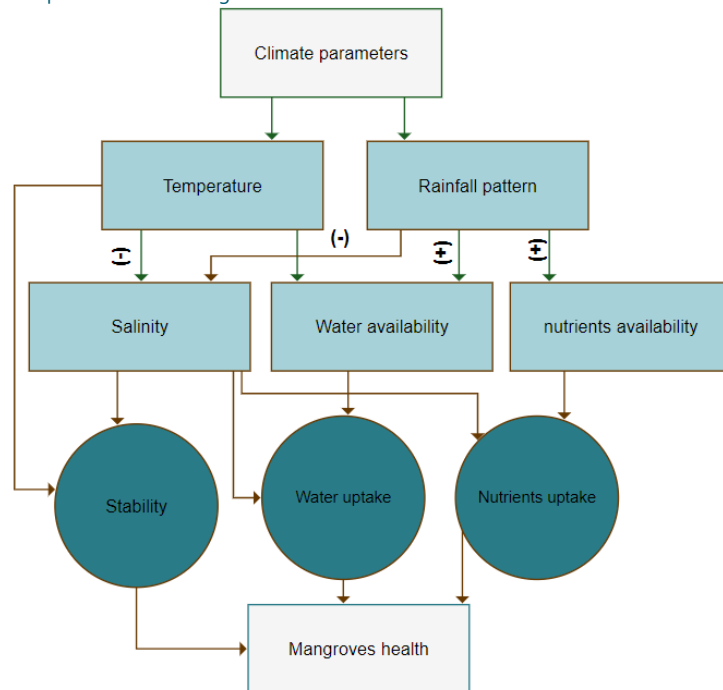 Climate parameters
Temperature
Rainfall pattern
(-)
(-)
(+)
(+)
Salinity
Water availability
nutrients availability
Stability
Water uptake
Nutrients uptake
Mangroves health